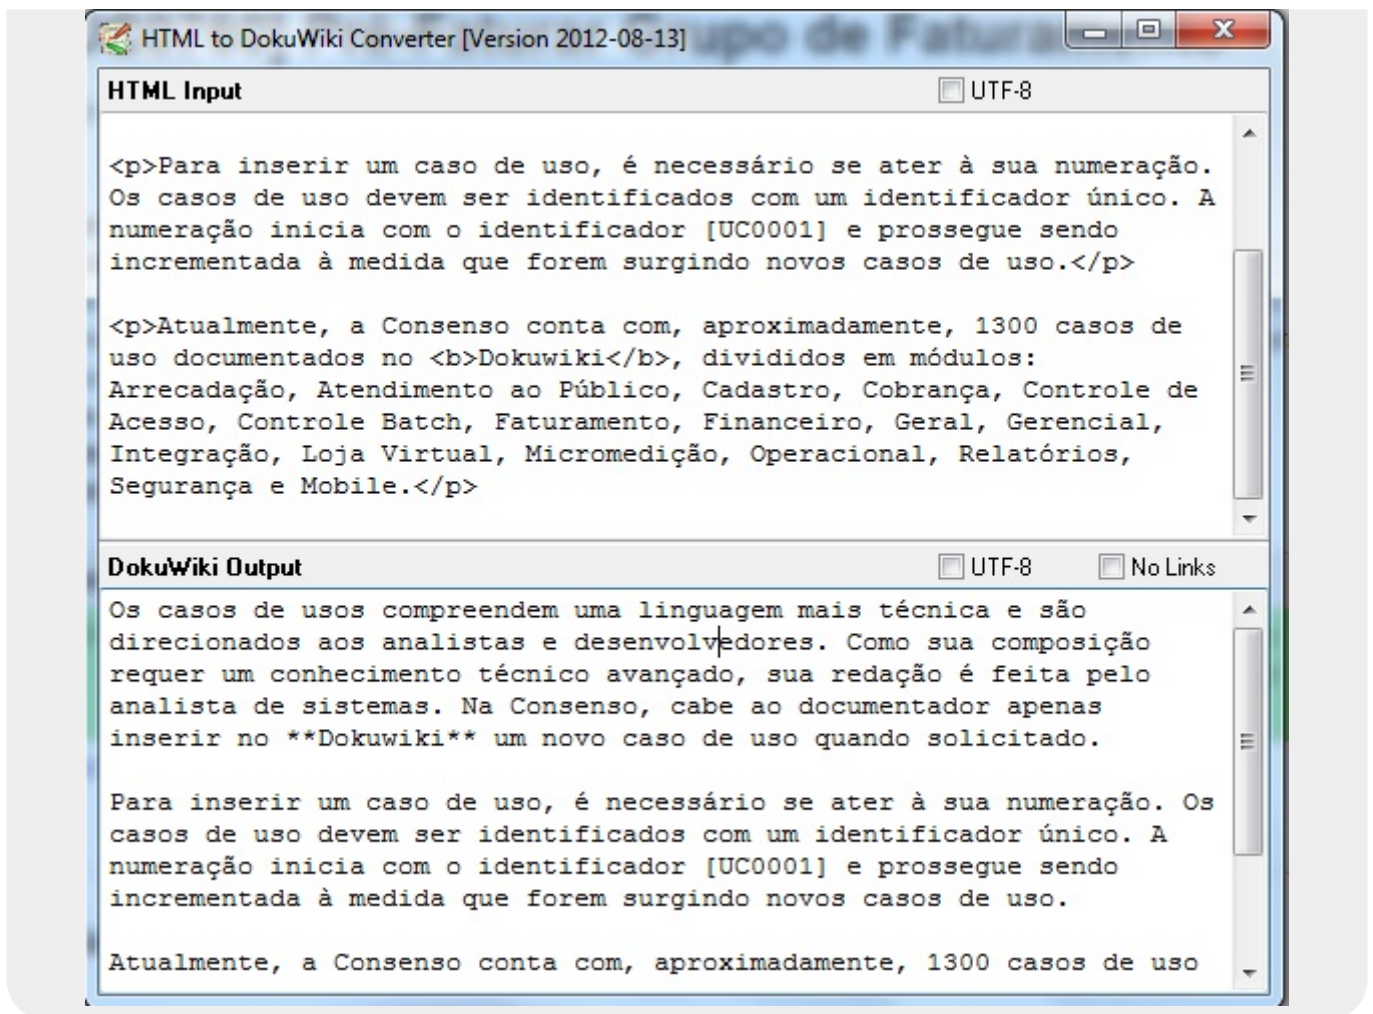 HTML to DokuWiki Converter [Version 2012-08-13]
upo de Fatura
HTML Input
UTF-8
<p>Para inserir um caso de uso, é necessário se ater à sua numeração.
Os casos de uso devem ser identificados com um identificador único. A
numeração inicia com o identificador [UC0001] e prossegue sendo
incrementada à medida que forem surgindo novos casos de uso.</p>
<p>Atualmente, a Consenso conta com, aproximadamente, 1300 casos de
uso documentados no <b>Dokuwiki</b>, divididos em módulos:
Arrecadação, Atendimento ao Público, Cadastro, Cobrança, Controle de
Acesso, Controle Batch, Faturamento, Financeiro, Geral, Gerencial,
Integração, Loja Virtual, Micromedição, Operacional, Relatórios,
Segurança e Mobile.</p>
DokuWiki Output
UTF-8
No Links
Os casos de usos compreendem uma linguagem mais técnica e são
direcionados aos analistas e desenvolvedores. Como sua composição
requer um conhecimento técnico avançado, sua redação é feita pelo
analista de sistemas. Na Consenso, cabe ao documentador apenas
inserir no **Dokuwiki** um novo caso de uso quando solicitado.
Para inserir um caso de uso, é necessário se ater à sua numeração. Os
casos de uso devem ser identificados com um identificador único. A
numeração inicia com o identificador [UC0001] e prossegue sendo
incrementada à medida que forem surgindo novos casos de uso.
Atualmente, a Consenso conta com, aproximadamente, 1300 casos de uso